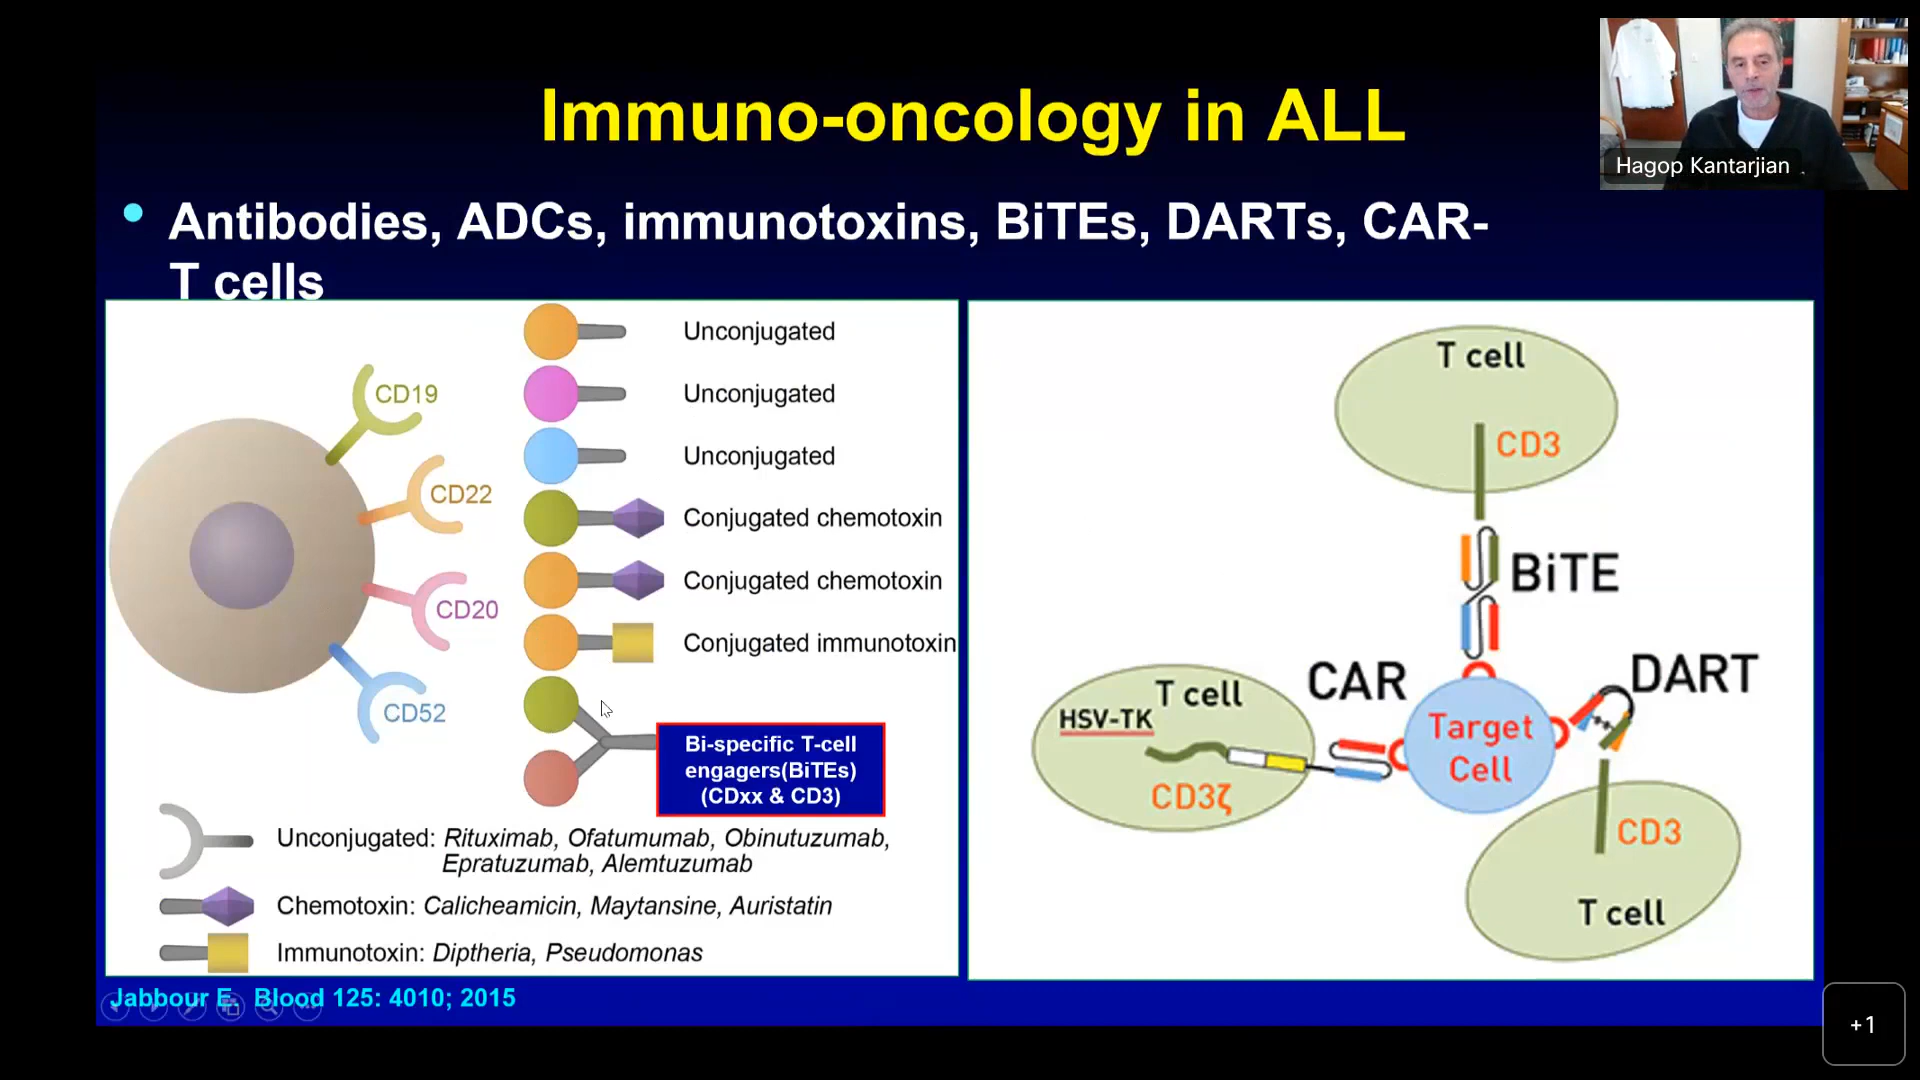 Immuno-oncology in ALL
Hagop Kantarjian
Antibodies, ADCs, immunotoxins, BiTEs, DARTs, CAR-
T cells
CD19
CD22
CD20
CD52
Unconjugated
Unconjugated
Unconjugated
Conjugated chemotoxin
Conjugated chemotoxin
Conjugated immunotoxin
Bi-specific T-cell
engagers(BiTEs)
(CDxx & CD3)
Unconjugated: Rituximab, Ofatumumab, Obinutuzumab,
Epratuzumab, Alemtuzumab
Chemotoxin: Calicheamicin, Maytansine, Auristatin
Immunotoxin: Diptheria, Pseudomonas
T cell
CD3
BiTE
CAR
DART
T cell
HSV-TK
CD3ζ
Target
Cell
CD3
T cell
Jabbour E. Blood 125: 4010; 2015
+1